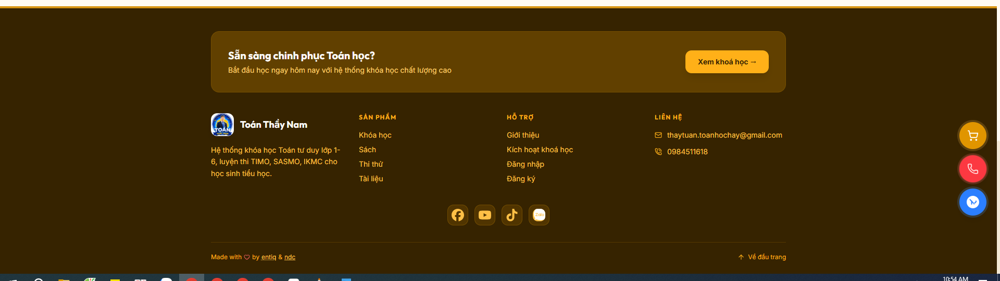 Sẵn sàng chinh phục Toán học?
Bắt đầu học ngay hôm nay với hệ thống khóa học chất lượng cao
Xem khoá học →
TOÁN
THẦY NAM
Toán Thầy Nam
Hệ thống khóa học Toán tư duy lớp 1-
6, luyện thi TIMO, SASMO, IKMC cho
học sinh tiểu học.
SẢN PHẨM
Khóa học
Sách
Thi thử
Tài liệu
HỖ TRỢ
Giới thiệu
Kích hoạt khoá học
Đăng nhập
Đăng ký
LIÊN HỆ
thaytuan.toanhochay@gmail.com
0984511618
Zalo
Made with ♡ by entiq & ndc
↑ Về đầu trang
10:54 AM